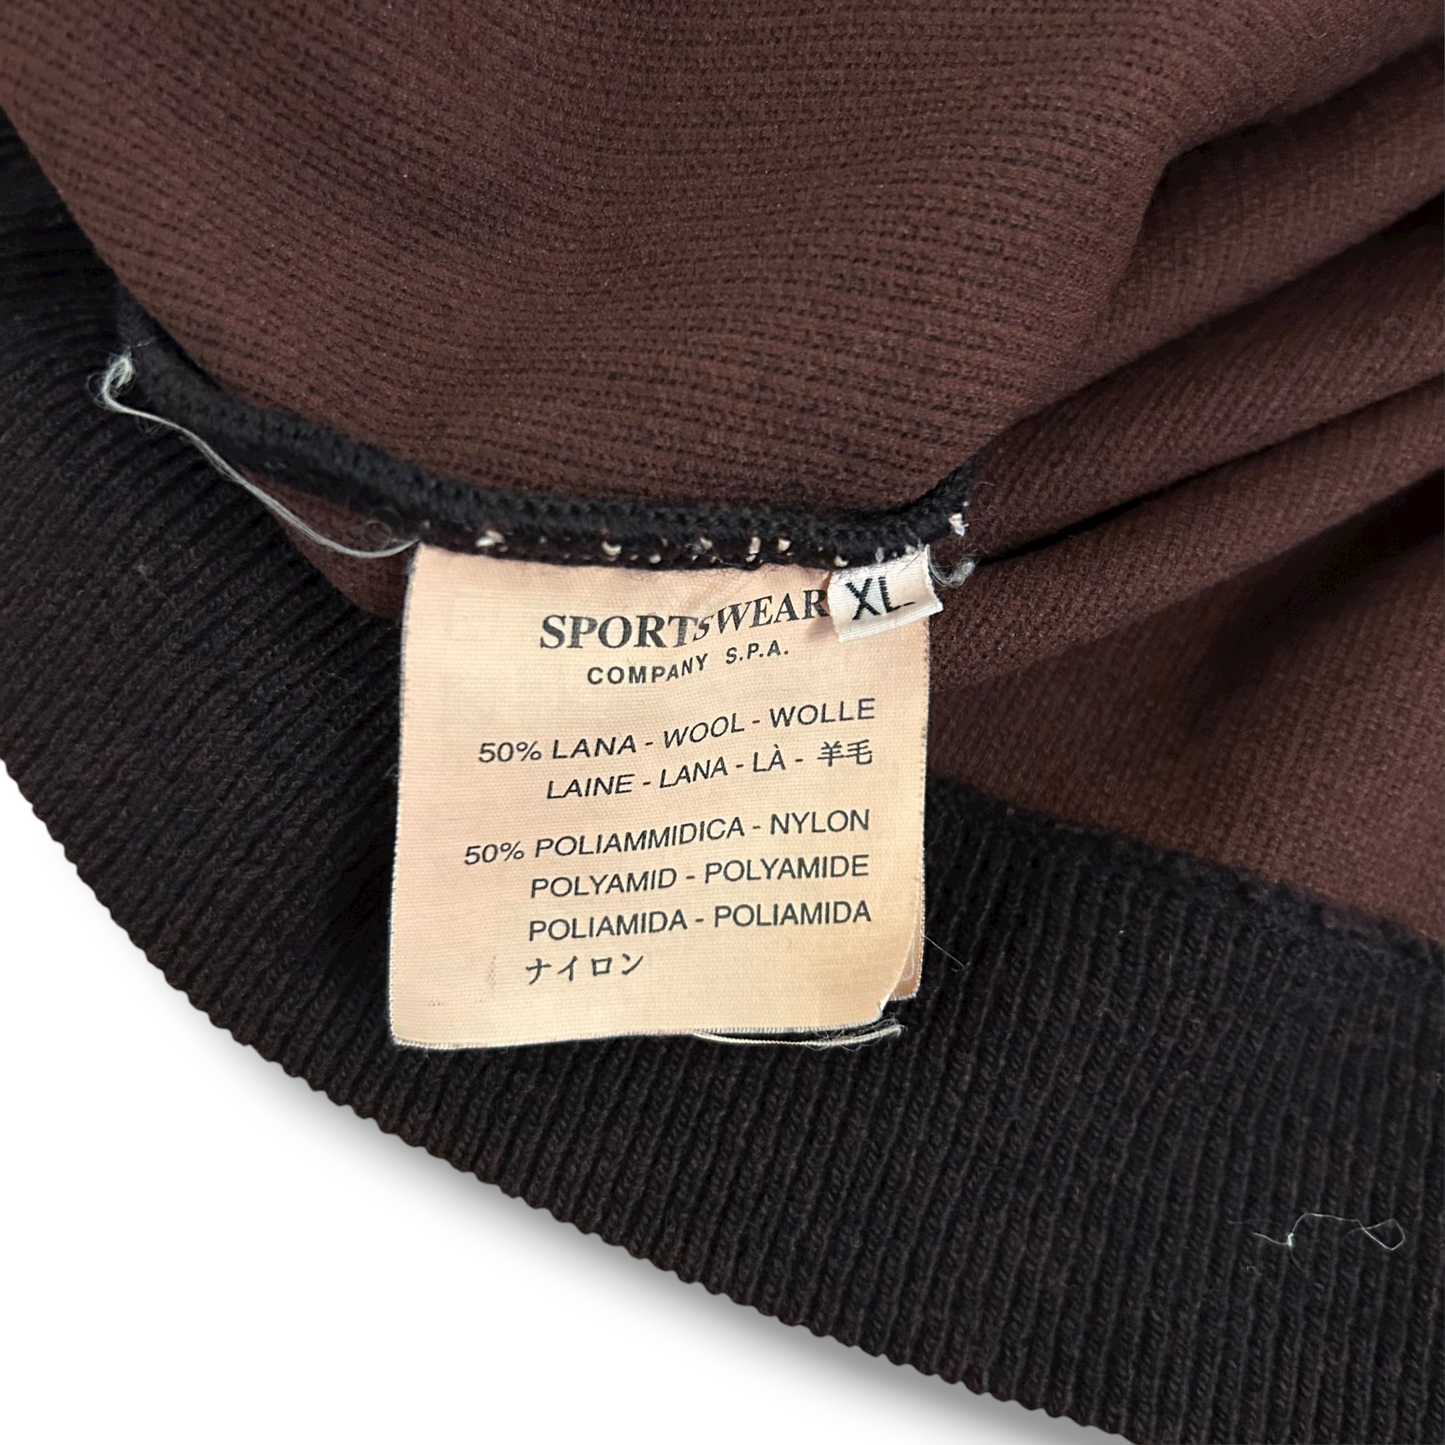 SPORTSWEAR
XL
COMPANY S.P.A.
50% LANA - WOOL - WOLLE
LAINE - LANA - LÀ - 羊毛
50% POLIAMMIDICA - NYLON
POLYAMID - POLYAMIDE
POLIAMIDA - POLIAMIDA
ナイロン